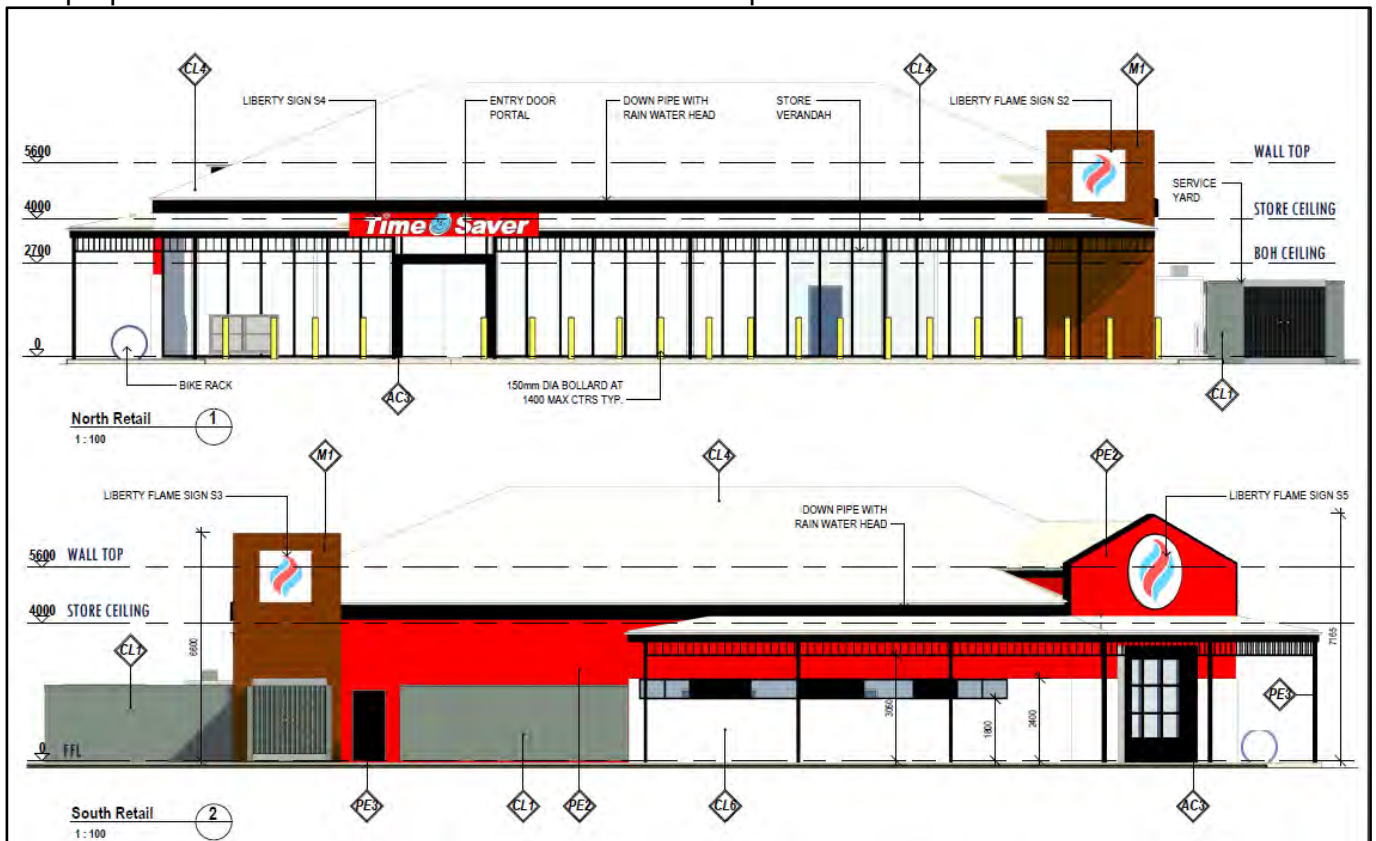 CL4
CL4
M1
LIBERTY SIGN S4
ENTRY DOOR
PORTAL
DOWN PIPE WITH
RAIN WATER HEAD
STORE
VERANDAH
LIBERTY FLAME SIGN S2
5600
WALL TOP
SERVICE
YARD
4000
STORE CEILING
Time Saver
2700
BOH CEILING
0
BIKE RACK
AC3
150mm DIA BOLLARD AT
1400 MAX CTRS TYP.
CL1
North Retail
1
1 : 100
M1
CL4
PE2
LIBERTY FLAME SIGN S3
DOWN PIPE WITH
RAIN WATER HEAD
LIBERTY FLAME SIGN S5
5600 WALL TOP
4000 STORE CEILING
CL1
6600
7165
3050
1800
2400
PE3
0 FFL
PE3
CL1
PE2
CL6
AC3
South Retail
2
1 : 100